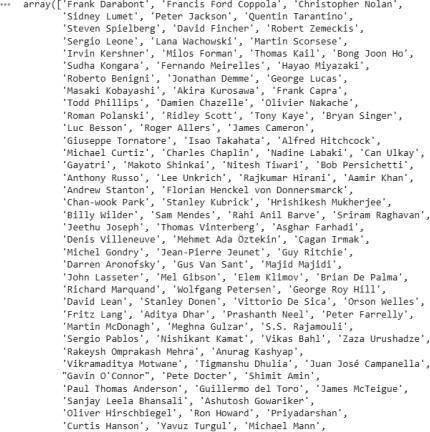 array(['Frank Darabont', 'Francis Ford Coppola', 'Christopher Nolan',
'Sidney Lumet', 'Peter Jackson', 'Quentin Tarantino',
'Steven Spielberg', 'David Fincher', 'Robert Zemeckis',
'Sergio Leone', 'Lana Wachowski', 'Martin Scorsese',
'Irvin Kershner', 'Milos Forman', 'Thomas Kail', 'Bong Joon Ho',
'Sudha Kongara', 'Fernando Meirelles', 'Hayao Miyazaki',
'Roberto Benigni', 'Jonathan Demme', 'George Lucas',
'Masaki Kobayashi', 'Akira Kurosawa', 'Frank Capra',
'Todd Phillips', 'Damien Chazelle', 'Olivier Nakache',
'Roman Polanski', 'Ridley Scott', 'Tony Kaye', 'Bryan Singer',
'Luc Besson', 'Roger Allers', 'James Cameron',
'Giuseppe Tornatore', 'Isao Takahata', 'Alfred Hitchcock',
'Michael Curtiz', 'Charles Chaplin', 'Nadine Labaki', 'Can Ulkay',
'Gayatri', 'Makoto Shinkai', 'Nitesh Tiwari', 'Bob Persichetti',
'Anthony Russo', 'Lee Unkrich', 'Rajkumar Hirani', 'Aamir Khan',
'Andrew Stanton', 'Florian Henckel von Donnersmarck',
'Chan-wook Park', 'Stanley Kubrick', 'Hrishikesh Mukherjee',
'Billy Wilder', 'Sam Mendes', 'Rahi Anil Barve', 'Sriram Raghavan',
'Jeethu Joseph', 'Thomas Vinterberg', 'Asghar Farhadi',
'Denis Villeneuve', 'Mehmet Ada Öztekin', 'Çagan Irmak',
'Michel Gondry', 'Jean-Pierre Jeunet', 'Guy Ritchie',
'Darren Aronofsky', 'Gus Van Sant', 'Majid Majidi',
'John Lasseter', 'Mel Gibson', 'Elem Klimov', 'Brian De Palma',
'Richard Marquand', 'Wolfgang Petersen', 'George Roy Hill',
'David Lean', 'Stanley Donen', 'Vittorio De Sica', 'Orson Welles',
'Fritz Lang', 'Aditya Dhar', 'Prashanth Neel', 'Peter Farrelly',
'Martin McDonagh', 'Meghna Gulzar', 'S.S. Rajamouli',
'Sergio Pablos', 'Nishikant Kamat', 'Vikas Bahl', 'Zaza Urushadze',
'Rakeysh Omprakash Mehra', 'Anurag Kashyap',
'Vikramaditya Motwane', 'Tigmanshu Dhulia', 'Juan José Campanella',
"Gavin O'Connor", 'Pete Docter', 'Shimit Amin',
'Paul Thomas Anderson', 'Guillermo del Toro', 'James McTeigue',
'Sanjay Leela Bhansali', 'Ashutosh Gowariker',
'Oliver Hirschbiegel', 'Ron Howard', 'Priyadarshan',
'Curtis Hanson', 'Yavuz Turgul', 'Michael Mann',